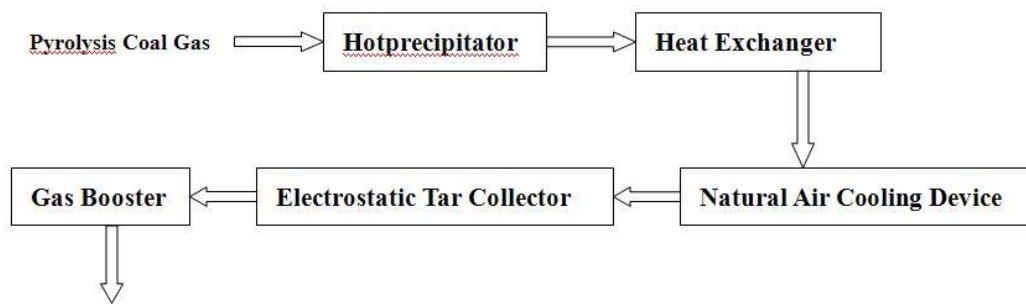 Pyrolysis Coal Gas
Hotprecipitator
Heat Exchanger
Gas Booster
Electrostatic Tar Collector
Natural Air Cooling Device